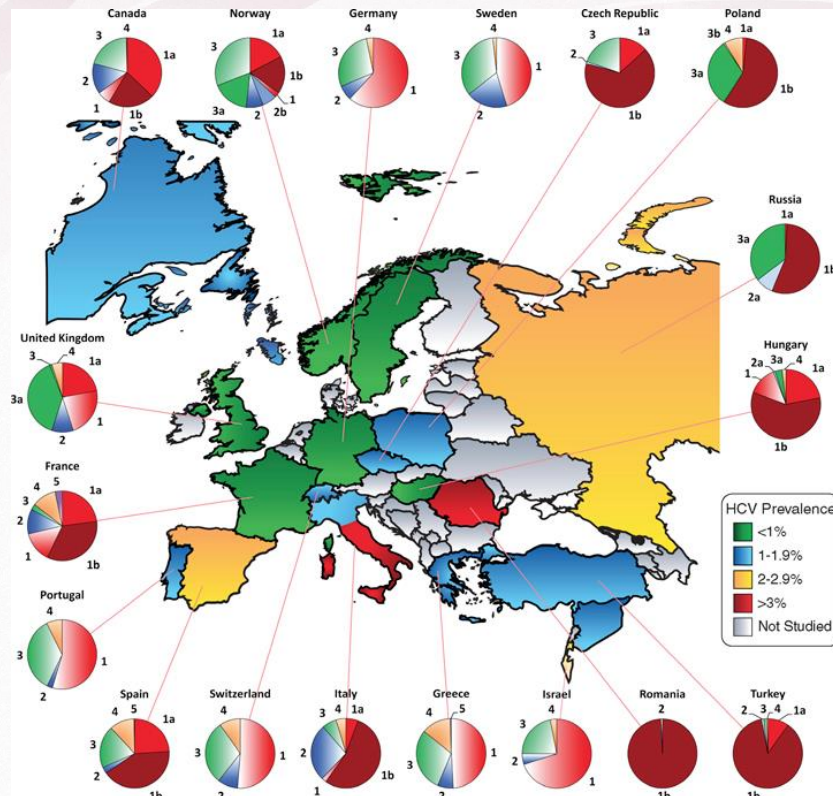 Canada
4
3
1a
2
1
1b
Norway
3
1a
1b
1
2b
2
3a
Germany
4
3
2
1
Sweden
4
3
1
2
Czech Republic
3
1a
2
1b
Poland
3b
4
1a
3a
1b
Russia
1a
3a
1b
2a
United Kingdom
3
4
1a
3a
1
2
Hungary
2a
3a
4
1
1a
1b
France
4
5
3
1a
2
1
1b
HCV Prevalence
<1%
1-1.9%
2-2.9%
>3%
Not Studied
Portugal
4
3
1
2
Spain
4
5
1a
3
2
1b
Switzerland
4
3
1
2
Italy
4
1a
3
2
1
1b
Greece
4
5
3
1
2
Israel
4
3
2
1
Romania
2
1b
Turkey
2
3
4
1a
1b